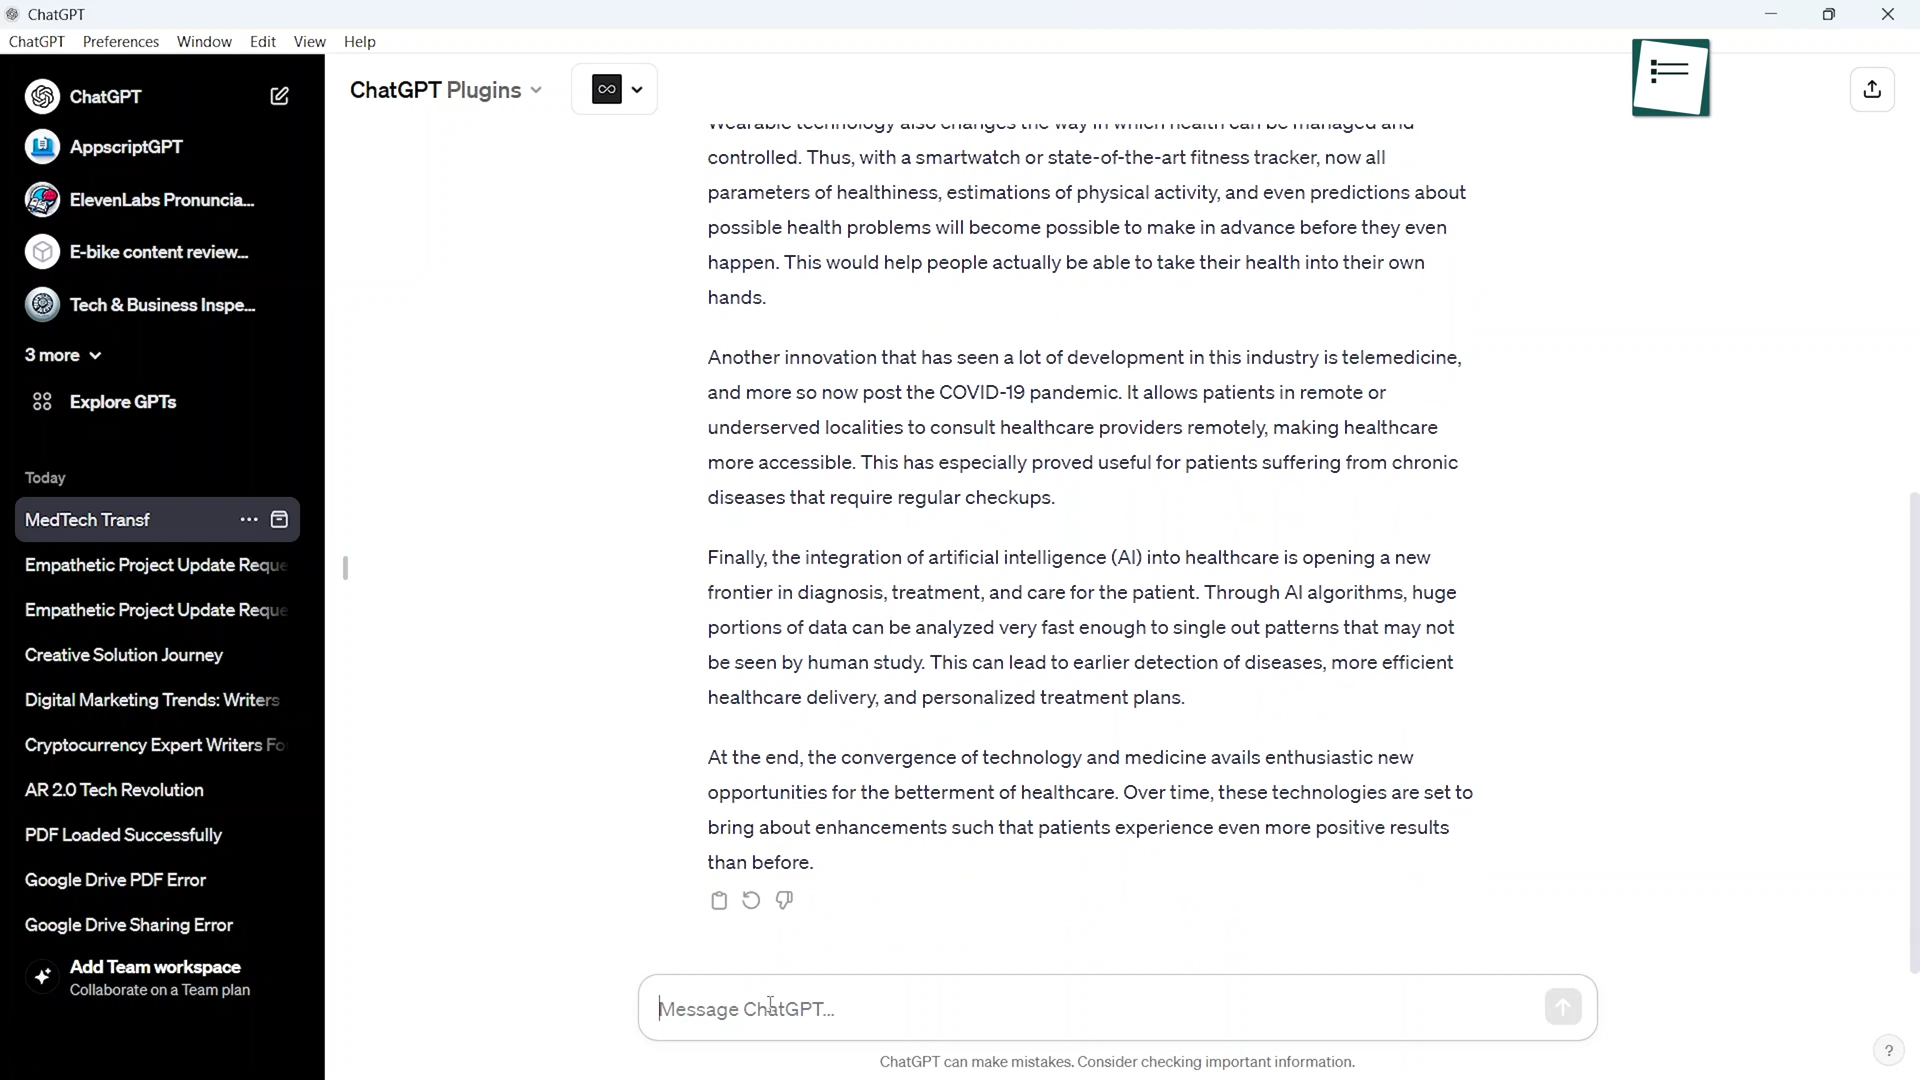 ChatGPT
ChatGPT Preferences Window Edit View Help
ChatGPT
AppscriptGPT
ElevenLabs Pronuncia...
E-bike content review...
Tech & Business Inspe...
3 more
Explore GPTs
Today
MedTech Transf
Empathetic Project Update Reque
Empathetic Project Update Reque
Creative Solution Journey
Digital Marketing Trends: Writers
Cryptocurrency Expert Writers Fo
AR 2.0 Tech Revolution
PDF Loaded Successfully
Google Drive PDF Error
Google Drive Sharing Error
Add Team workspace
Collaborate on a Team plan
ChatGPT Plugins
Wearable technology also changes the way in which health can be managed and
controlled. Thus, with a smartwatch or state-of-the-art fitness tracker, now all
parameters of healthiness, estimations of physical activity, and even predictions about
possible health problems will become possible to make in advance before they even
happen. This would help people actually be able to take their health into their own
hands.
Another innovation that has seen a lot of development in this industry is telemedicine,
and more so now post the COVID-19 pandemic. It allows patients in remote or
underserved localities to consult healthcare providers remotely, making healthcare
more accessible. This has especially proved useful for patients suffering from chronic
diseases that require regular checkups.
Finally, the integration of artificial intelligence (AI) into healthcare is opening a new
frontier in diagnosis, treatment, and care for the patient. Through AI algorithms, huge
portions of data can be analyzed very fast enough to single out patterns that may not
be seen by human study. This can lead to earlier detection of diseases, more efficient
healthcare delivery, and personalized treatment plans.
At the end, the convergence of technology and medicine avails enthusiastic new
opportunities for the betterment of healthcare. Over time, these technologies are set to
bring about enhancements such that patients experience even more positive results
than before.
Message ChatGPT...
ChatGPT can make mistakes. Consider checking important information.
?